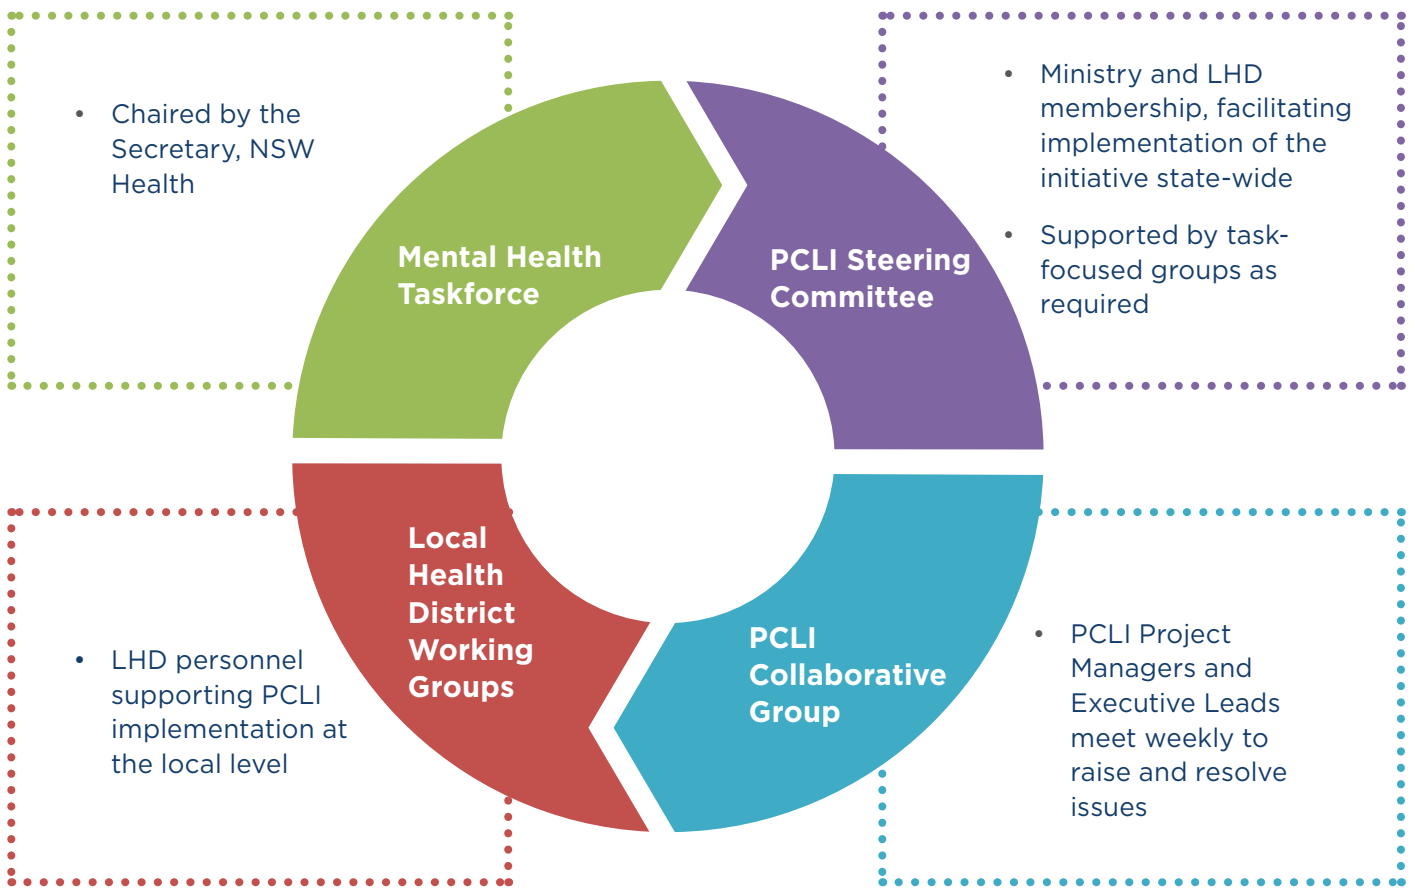 • Chaired by the
Secretary, NSW
Health
Mental Health
Taskforce
• Ministry and LHD
membership, facilitating
implementation of the
initiative state-wide
• Supported by task-
focused groups as
required
PCLI Steering
Committee
Local
Health
District
Working
Groups
• LHD personnel
supporting PCLI
implementation at
the local level
PCLI
Collaborative
Group
• PCLI Project
Managers and
Executive Leads
meet weekly to
raise and resolve
issues